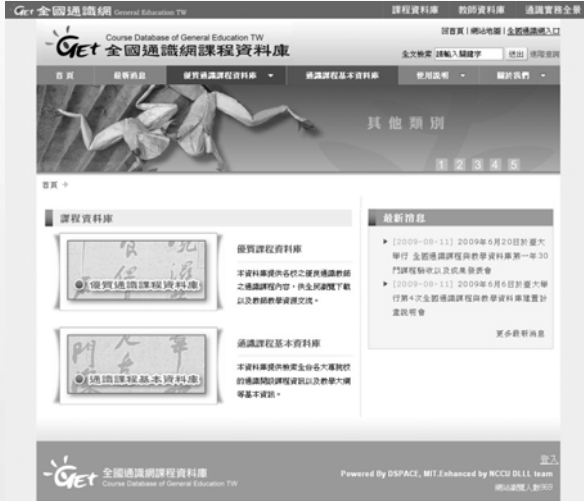 GET 全國通識網 General Education TW
課程資料庫 教師資料庫 通識實務全景
回首頁 | 網站地圖 | 全國通識網入口
GET Course Database of General Education TW
全國通識網課程資料庫
全文檢索 請輸入關鍵字 送出 進階查詢
首頁 最新消息 優質通識課程資料庫 通識課程基本資料庫 使用說明 關於我們
其他類別
1 2 3 4 5
首頁 →
課程資料庫
優質通識課程資料庫
優質課程資料庫
本資料庫提供各校之優良通識教師
之通識課程內容，供全民瀏覽下載
以及教師教學資源交流。
通識課程基本資料庫
通識課程基本資料庫
本資料庫提供檢索全台各大專院校
的通識開設課程資訊以及教學大綱
等基本資訊。
最新消息
[2009-08-11] 2009年6月20日於臺大
舉行 全國通識課程與教學資料庫第一年30
門課程驗收以及成果發表會
[2009-08-11] 2009年6月6日於臺大舉
行第4次全國通識課程與教學資料庫建置計
畫說明會
更多最新消息
登入
GET 全國通識網課程資料庫
Course Database of General Education TW
Powered By DSPACE, MIT.Enhanced by NCCU DLLL team
網站瀏覽人數969